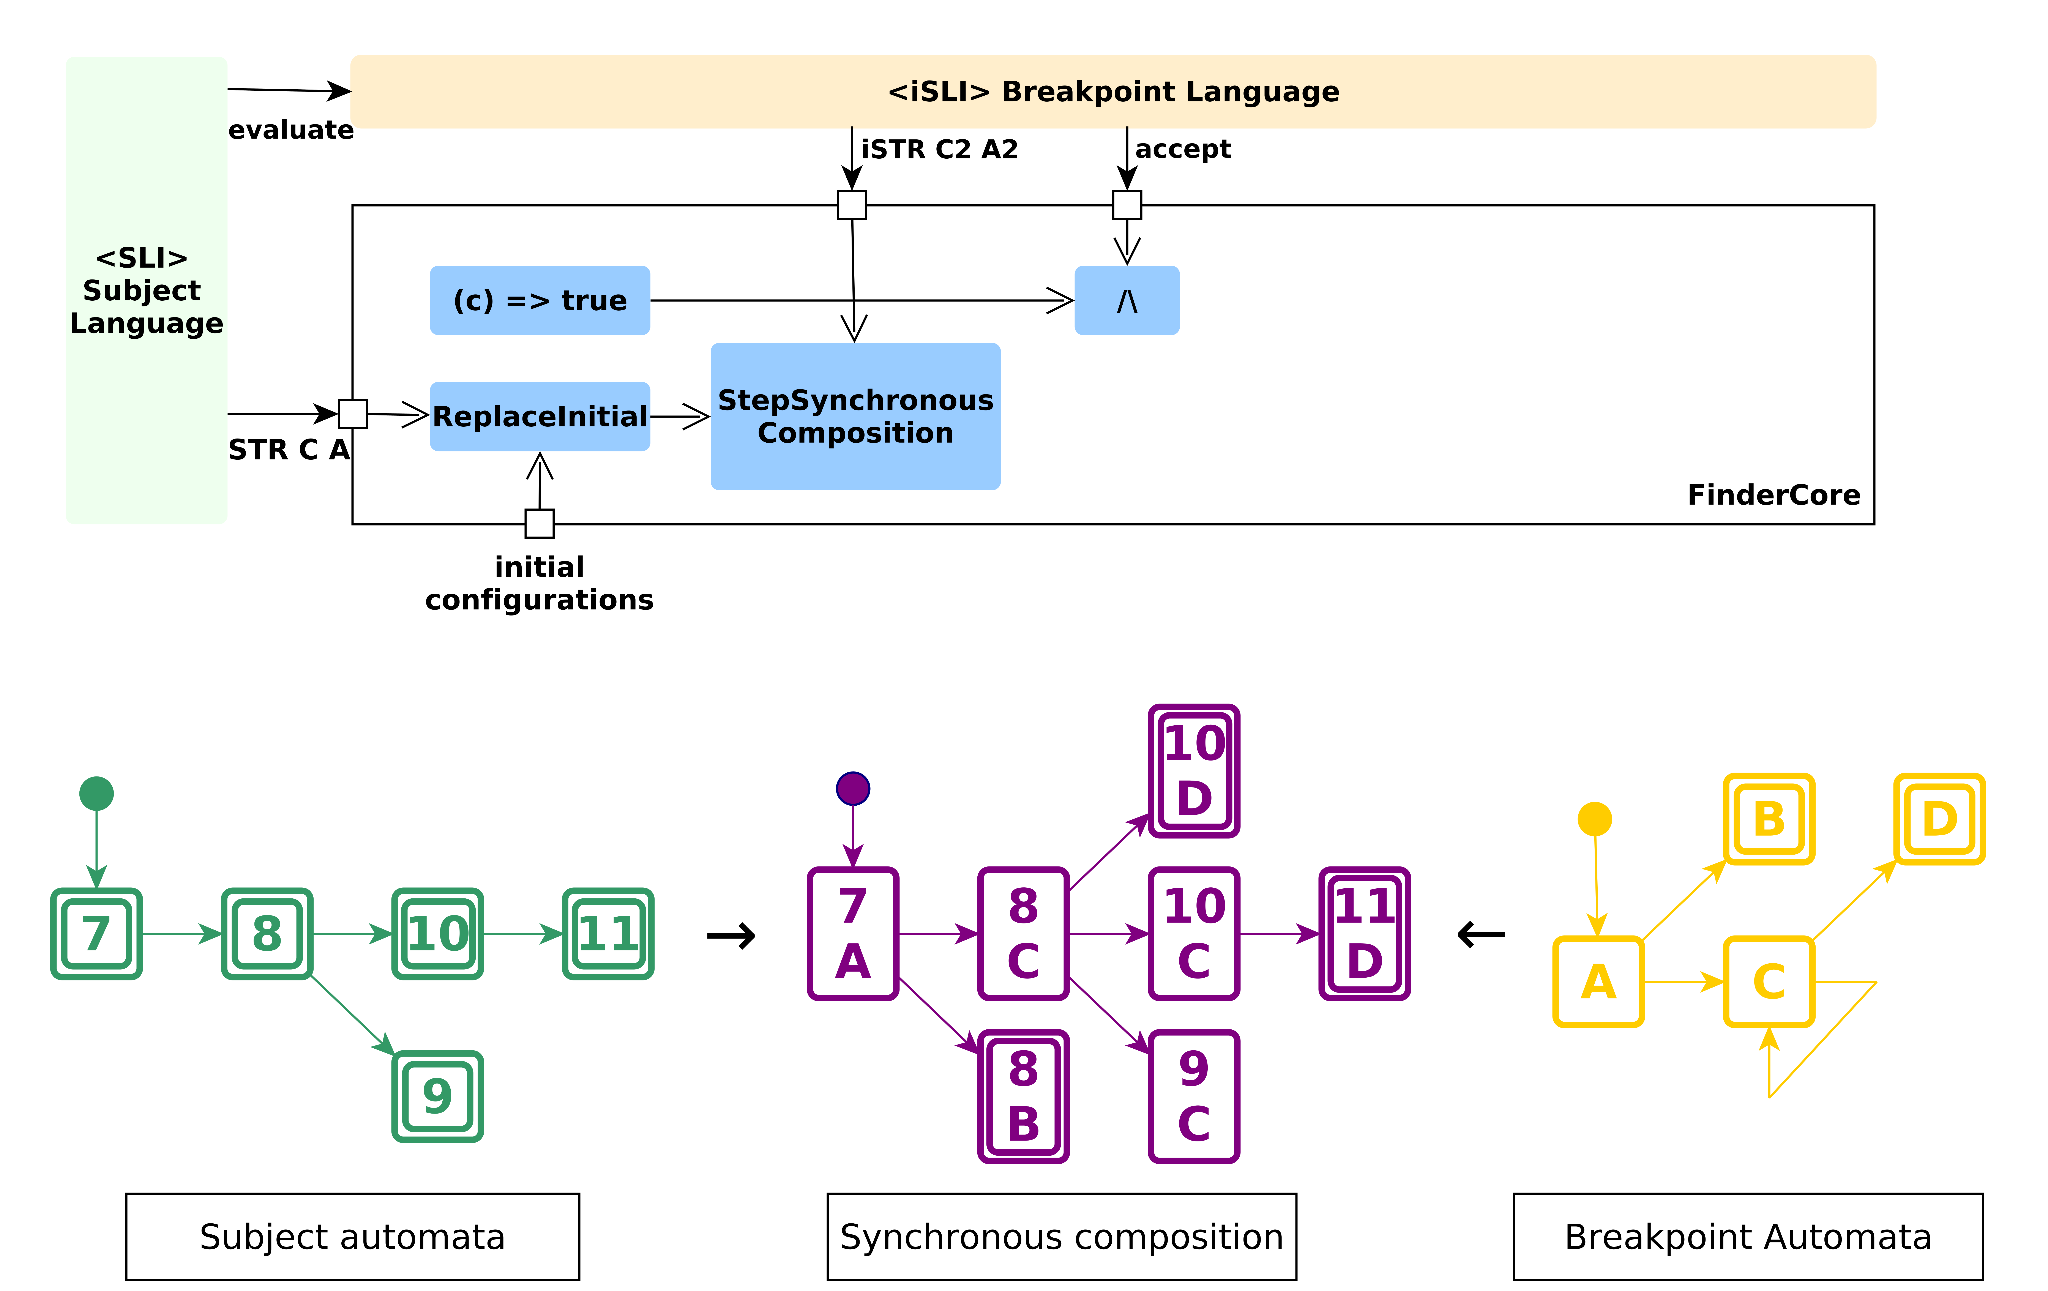 <iSLI> Breakpoint Language
evaluate
iSTR C2 A2
accept
<SLI>
Subject
Language
(c) => true
/\
StepSynchronous
Composition
ReplaceInitial
STR C A
FinderCore
initial
configurations
7
8
10
11
9
7
A
8
C
10
D
10
C
11
D
8
B
9
C
A
B
C
D
→
←
Subject automata
Synchronous composition
Breakpoint Automata